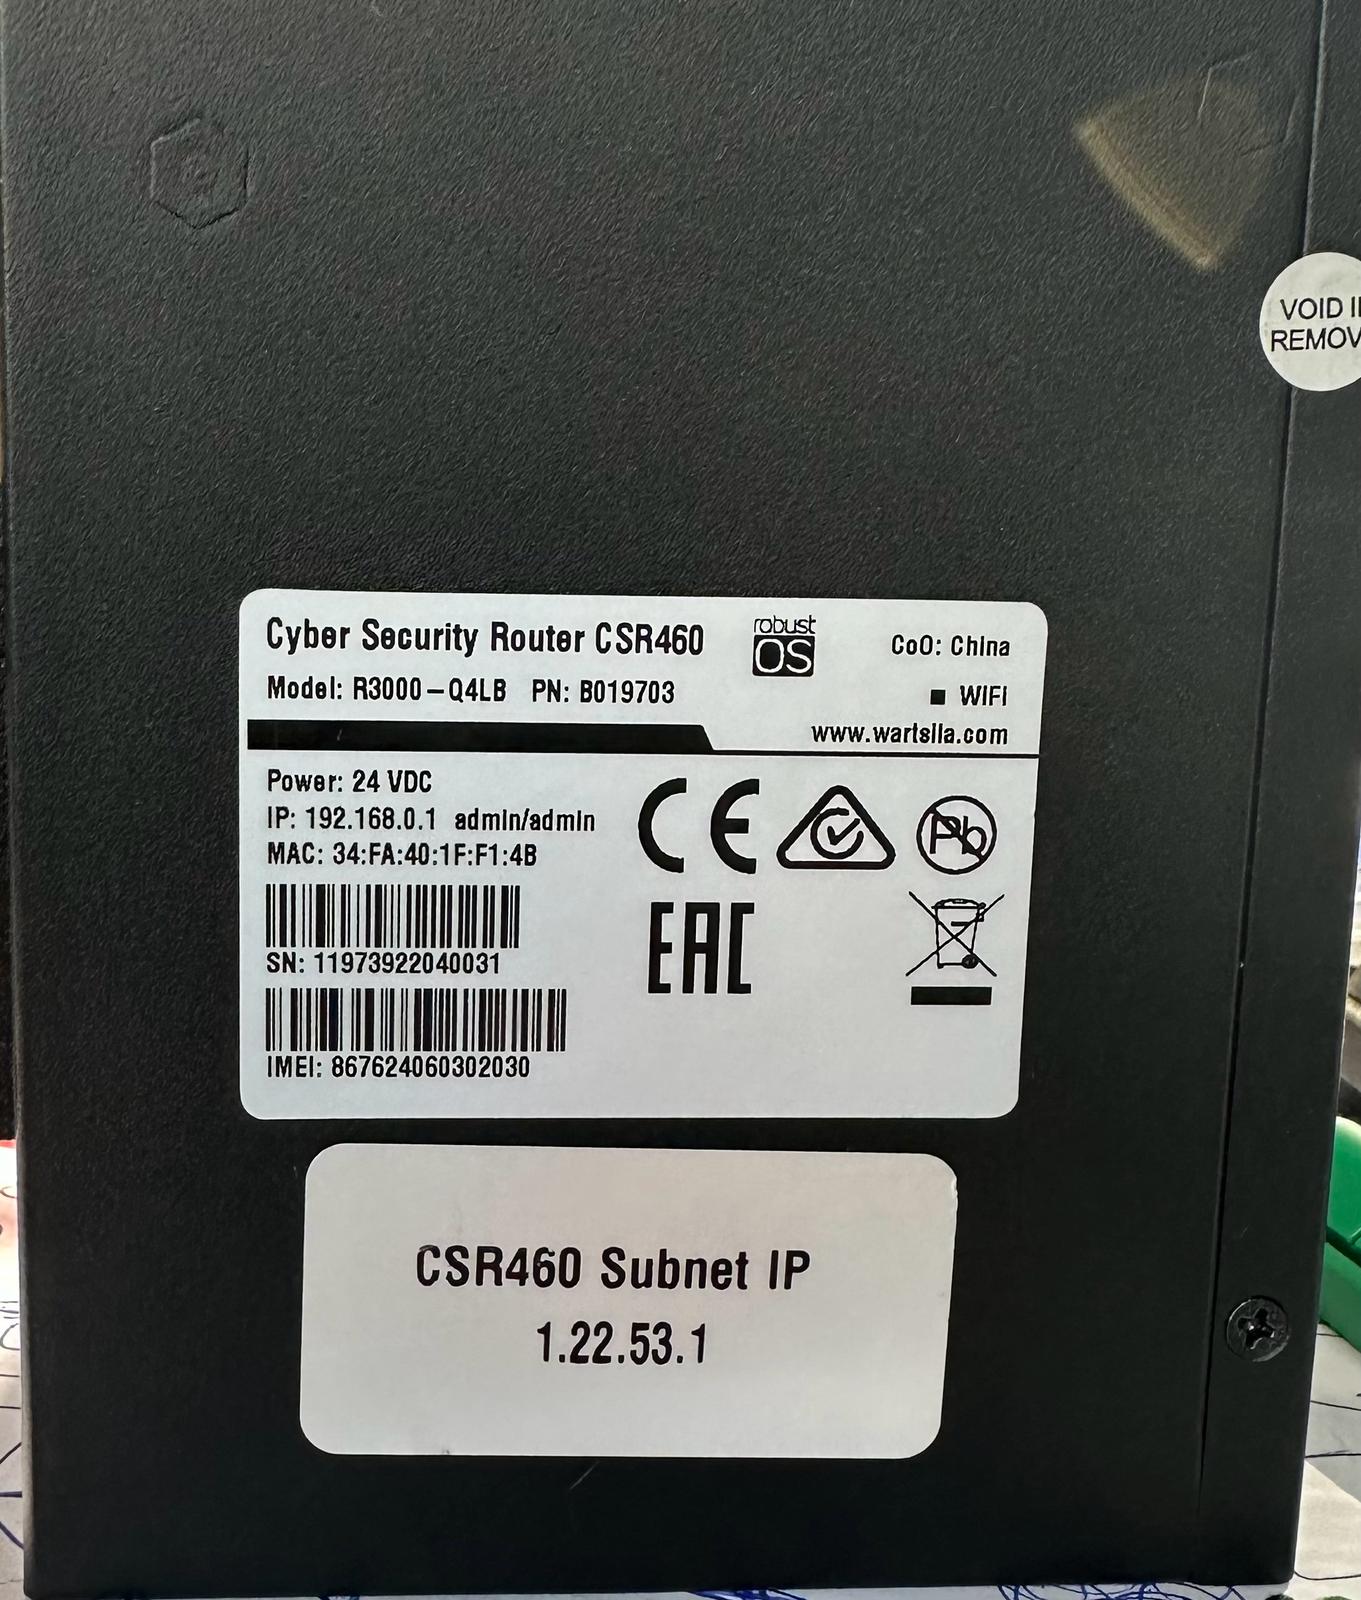 VOID I
REMOV
Cyber Security Router CSR460
robust
OS
CoO: China
Model: R3000-Q4LB PN: B019703
WIFI
www.wartsila.com
Power: 24 VDC
IP: 192.168.0.1 admin/admin
MAC: 34:FA:40:1F:F1:4B
CE
Pb
SN: 11973922040031
EAC
IMEI: 867624060302030
CSR460 Subnet IP
1.22.53.1